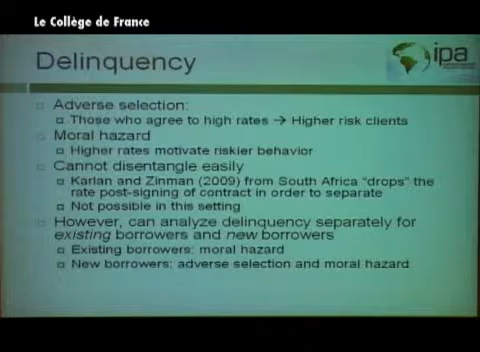 Le Collège de France
Delinquency
ipa
Adverse selection:
Those who agree to high rates → Higher risk clients
Moral hazard
Higher rates motivate riskier behavior
Cannot disentangle easily
Karlan and Zinman (2009) from South Africa “drops” the
rate post-signing of contract in order to separate
Not possible in this setting
However, can analyze delinquency separately for
existing borrowers and new borrowers
Existing borrowers: moral hazard
New borrowers: adverse selection and moral hazard